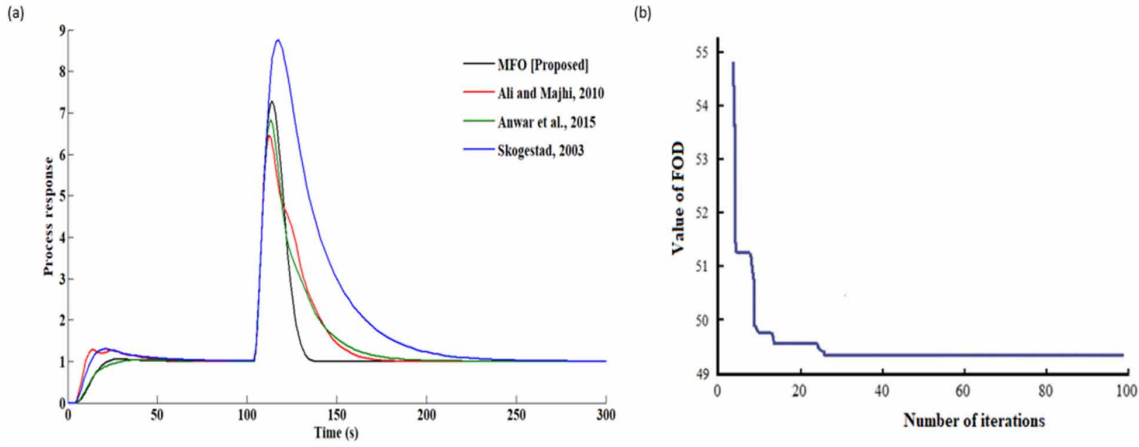 (a)
9
8
7
6
5
4
3
2
1
0
Process response
0 50 100 150 200 250 300
Time (s)
MFO [Proposed]
Ali and Majhi, 2010
Anwar et al., 2015
Skogestad, 2003
(b)
55
54
53
52
51
50
49
Value of FOD
0 20 40 60 80 100
Number of iterations